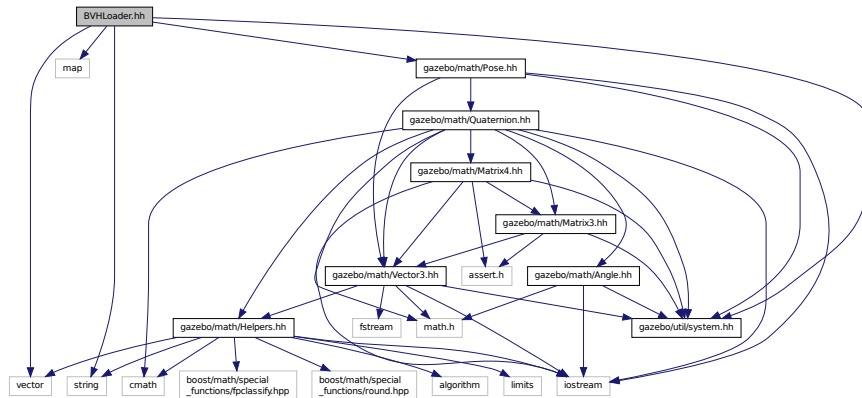 BVHLoader.hh
map
gazebo/math/Pose.hh
gazebo/math/Quaternion.hh
gazebo/math/Matrix4.hh
gazebo/math/Matrix3.hh
gazebo/math/Vector3.hh
assert.h
gazebo/math/Angle.hh
gazebo/math/Helpers.hh
fstream
math.h
gazebo/util/system.hh
vector
string
cmath
boost/math/special
_functions/fpclassify.hpp
boost/math/special
_functions/round.hpp
algorithm
limits
iostream